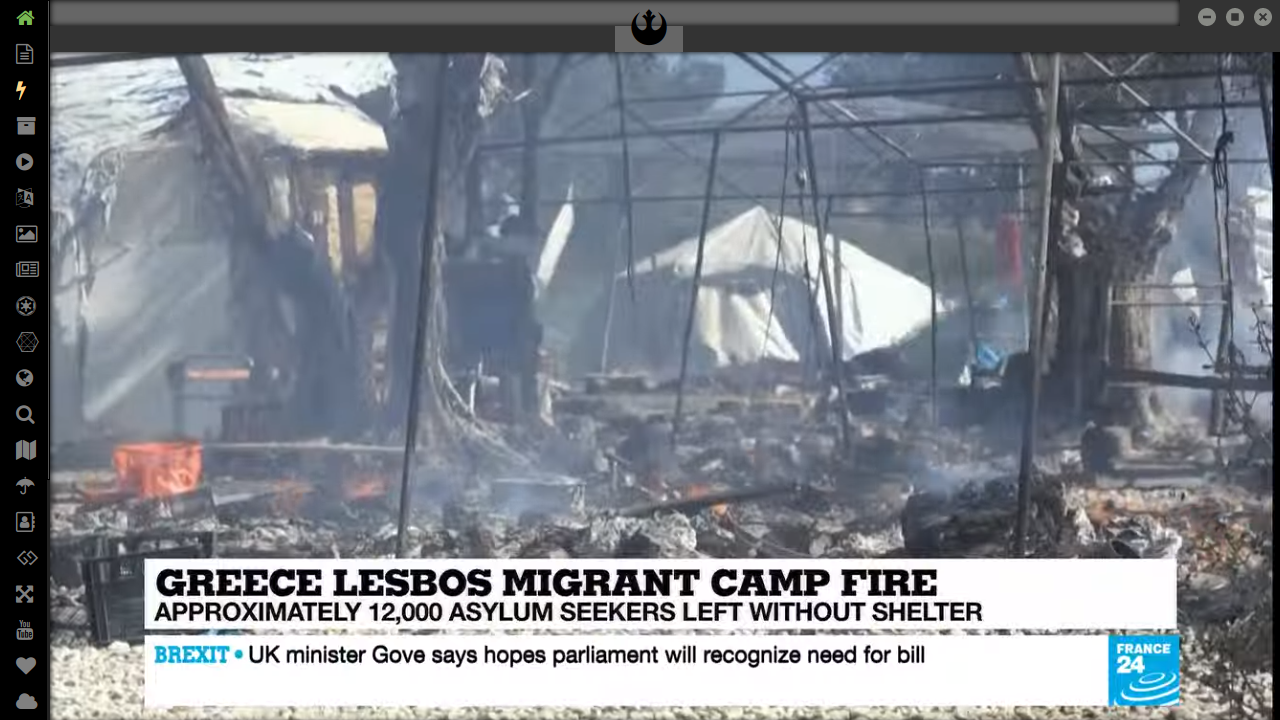 GREECE LESBOS MIGRANT CAMP FIRE
APPROXIMATELY 12,000 ASYLUM SEEKERS LEFT WITHOUT SHELTER
BREXIT • UK minister Gove says hopes parliament will recognize need for bill
FRANCE
24
You
Tube